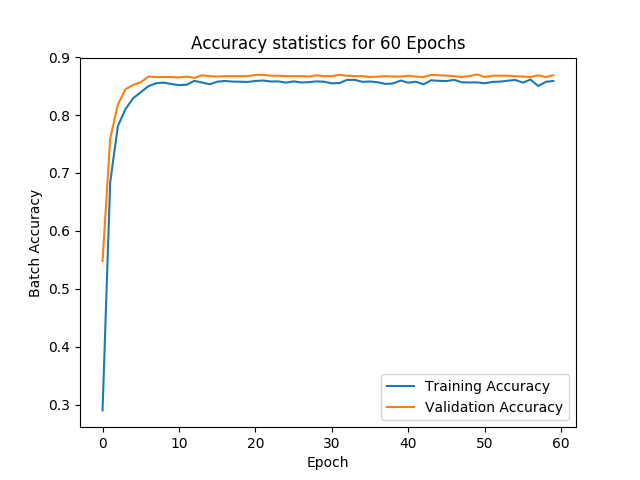 Accuracy statistics for 60 Epochs
0.9
0.8
0.7
0.6
0.5
0.4
0.3
Batch Accuracy
Training Accuracy
Validation Accuracy
0 10 20 30 40 50 60
Epoch